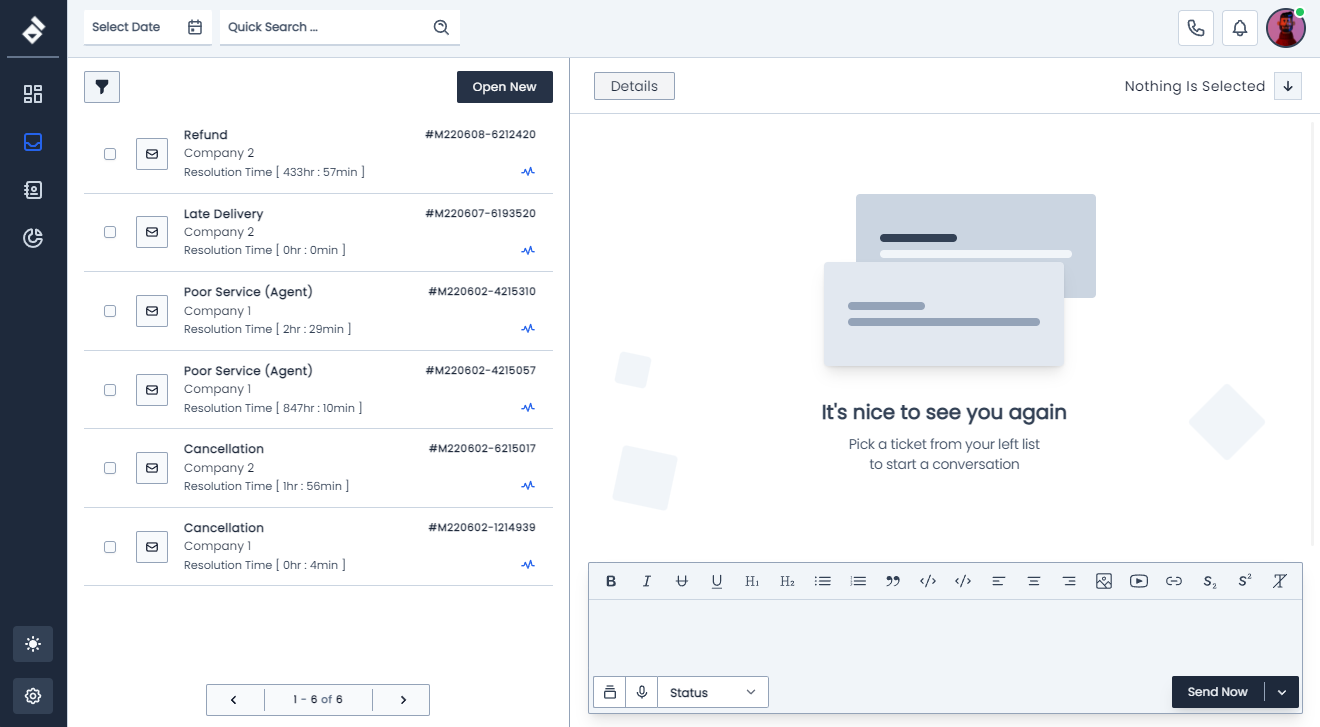 Select Date
Quick Search ...
Open New
Details
Nothing Is Selected
Refund
#M220608-6212420
Company 2
Resolution Time [ 433hr : 57min ]
Late Delivery
#M220607-6193520
Company 2
Resolution Time [ 0hr : 0min ]
Poor Service (Agent)
#M220602-4215310
Company 1
Resolution Time [ 2hr : 29min ]
Poor Service (Agent)
#M220602-4215057
Company 1
Resolution Time [ 847hr : 10min ]
Cancellation
#M220602-6215017
Company 2
Resolution Time [ 1hr : 56min ]
Cancellation
#M220602-1214939
Company 1
Resolution Time [ 0hr : 4min ]
1 - 6 of 6
It's nice to see you again
Pick a ticket from your left list
to start a conversation
B I U U H1 H2 S2 S2 T
Status
Send Now